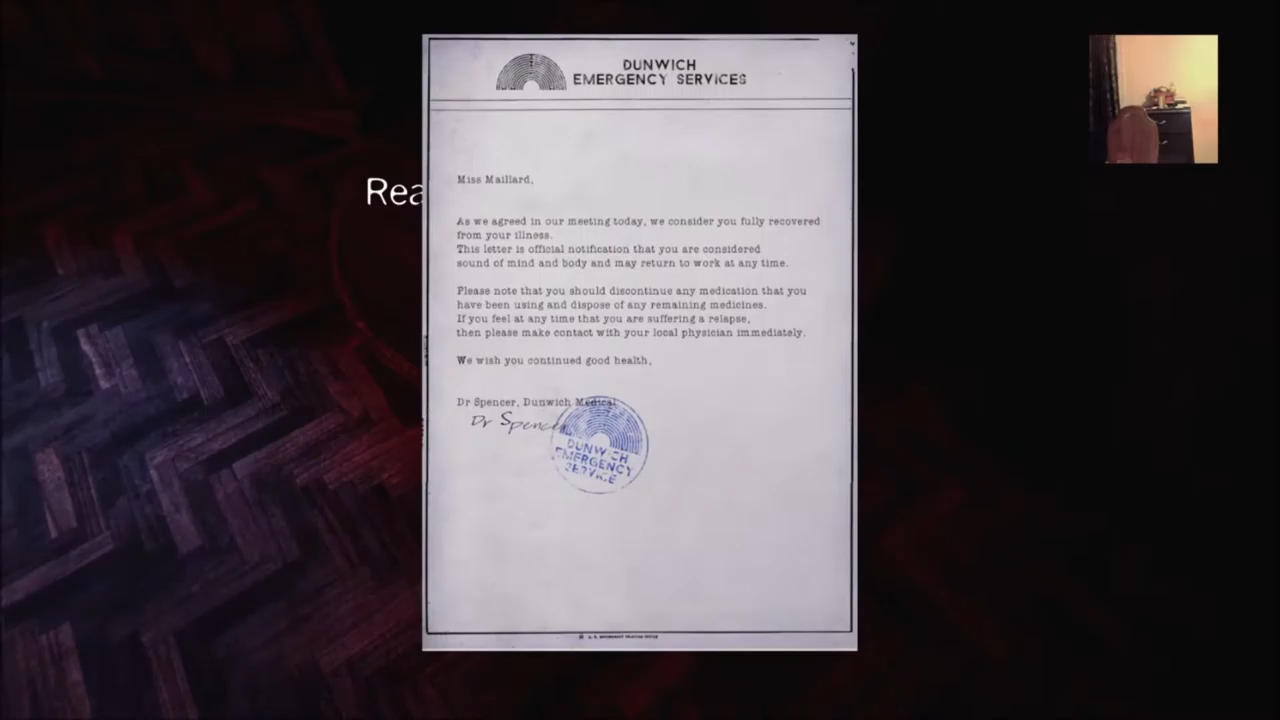 DUNWICH
EMERGENCY SERVICES
Rea
Miss Maillard,
As we agreed in our meeting today, we consider you fully recovered
from your illness.
This letter is official notification that you are considered
sound of mind and body and may return to work at any time.
Please note that you should discontinue any medication that you
have been using and dispose of any remaining medicines.
If you feel at any time that you are suffering a relapse,
then please make contact with your local physician immediately.
We wish you continued good health,
Dr Spencer, Dunwich Medical
Dr Spencer
DUNWICH
EMERGENCY
SERVICE